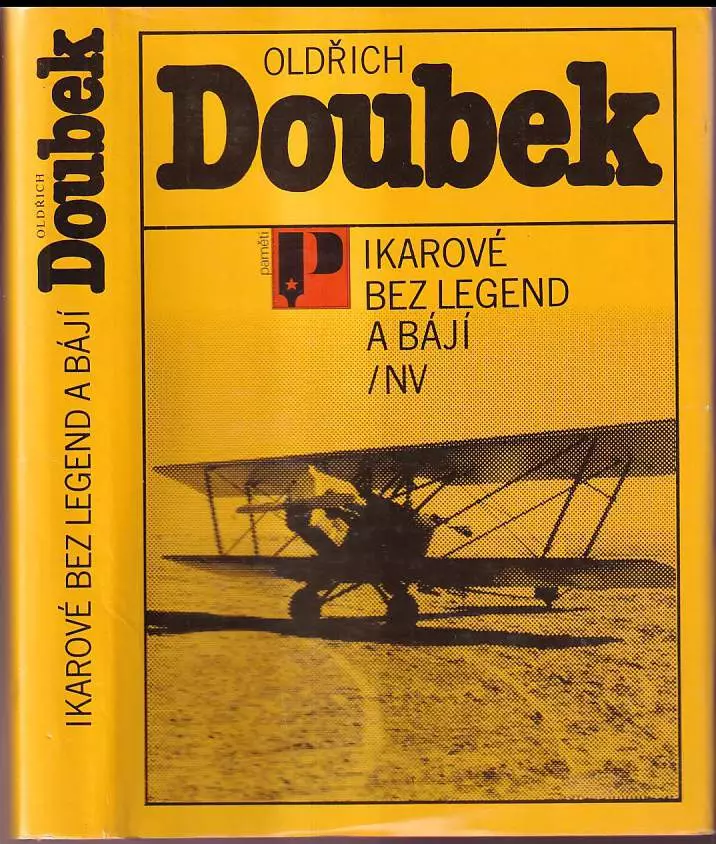 OLDŘICH
Doubek
IKAROVÉ BEZ LEGEND A BÁJÍ
OLDŘICH
Doubek
paměti
P
IKAROVÉ
BEZ LEGEND
A BÁJÍ
/NV